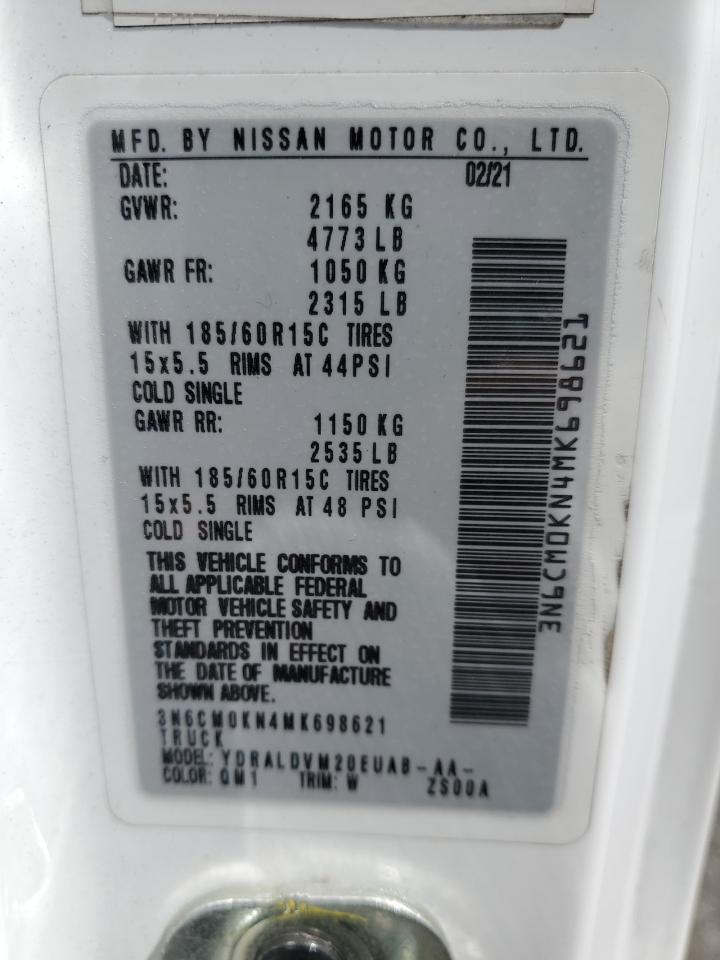 MFD. BY NISSAN MOTOR CO., LTD.
DATE: 02/21
GVWR: 2165 KG
4773 LB
GAWR FR: 1050 KG
2315 LB
WITH 185/60R15C TIRES
15x5.5 RIMS AT 44PSI
COLD SINGLE
GAWR RR: 1150 KG
2535 LB
WITH 185/60R15C TIRES
15x5.5 RIMS AT 48 PSI
COLD SINGLE
THIS VEHICLE CONFORMS TO
ALL APPLICABLE FEDERAL
MOTOR VEHICLE SAFETY AND
THEFT PREVENTION
STANDARDS IN EFFECT ON
THE DATE OF MANUFACTURE
SHOWN ABOVE.
3N6CM0KN4MK698621
TRUCK
MODEL: YDRALDVM20EUAB-AA-
COLOR: QM1 TRIM: W ZS00A
3N6CM0KN4MK698621